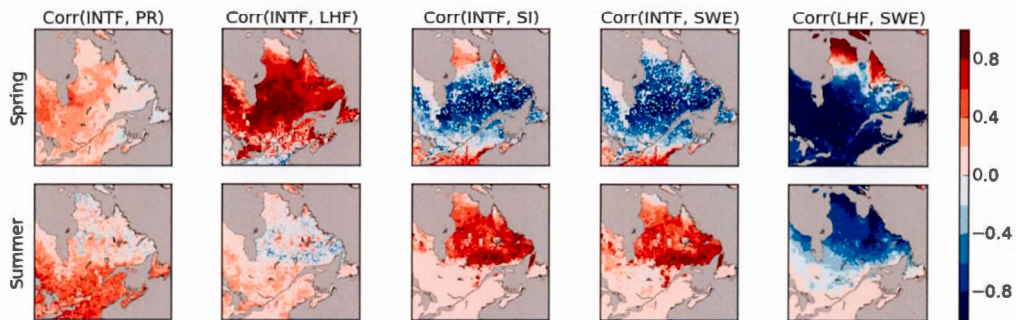 Corr(INTF, PR) Corr(INTF, LHF) Corr(INTF, SI) Corr(INTF, SWE) Corr(LHF, SWE)
Spring
Summer
0.8
0.4
0.0
−0.4
−0.8